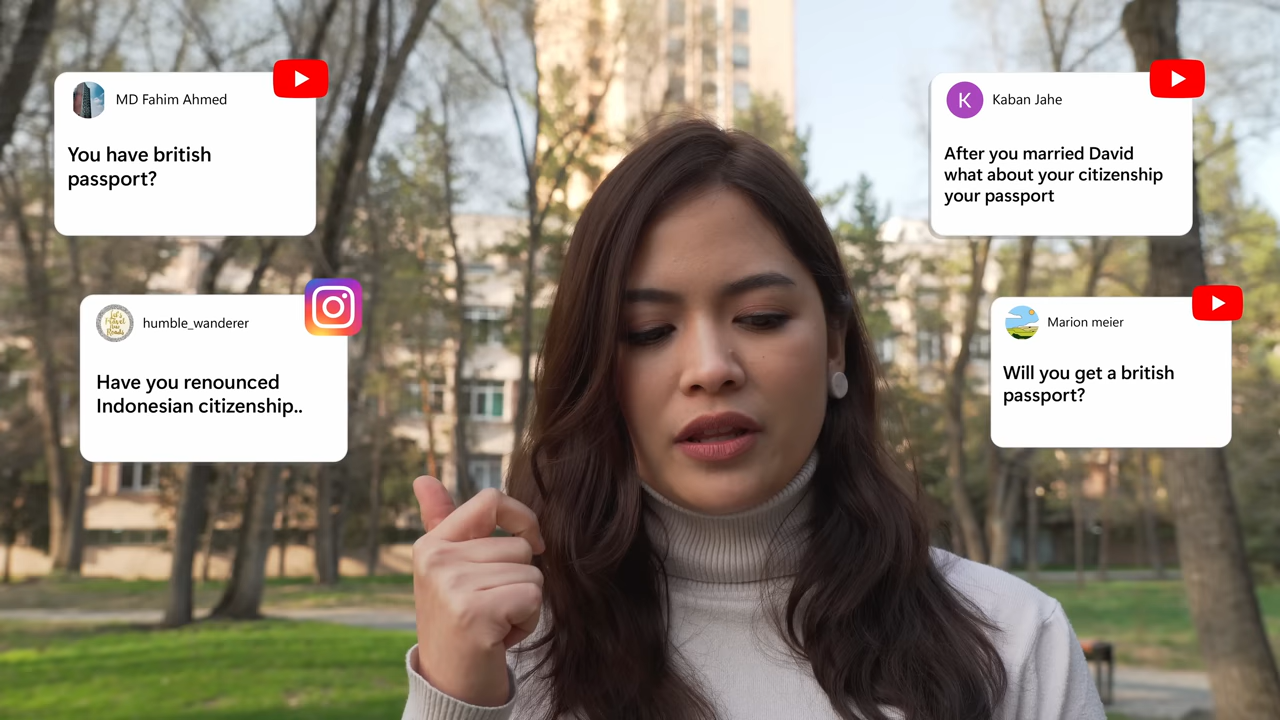 MD Fahim Ahmed
You have british
passport?
humble_wanderer
Have you renounced
Indonesian citizenship..
K
Kaban Jahe
After you married David
what about your citizenship
your passport
Marion meier
Will you get a british
passport?